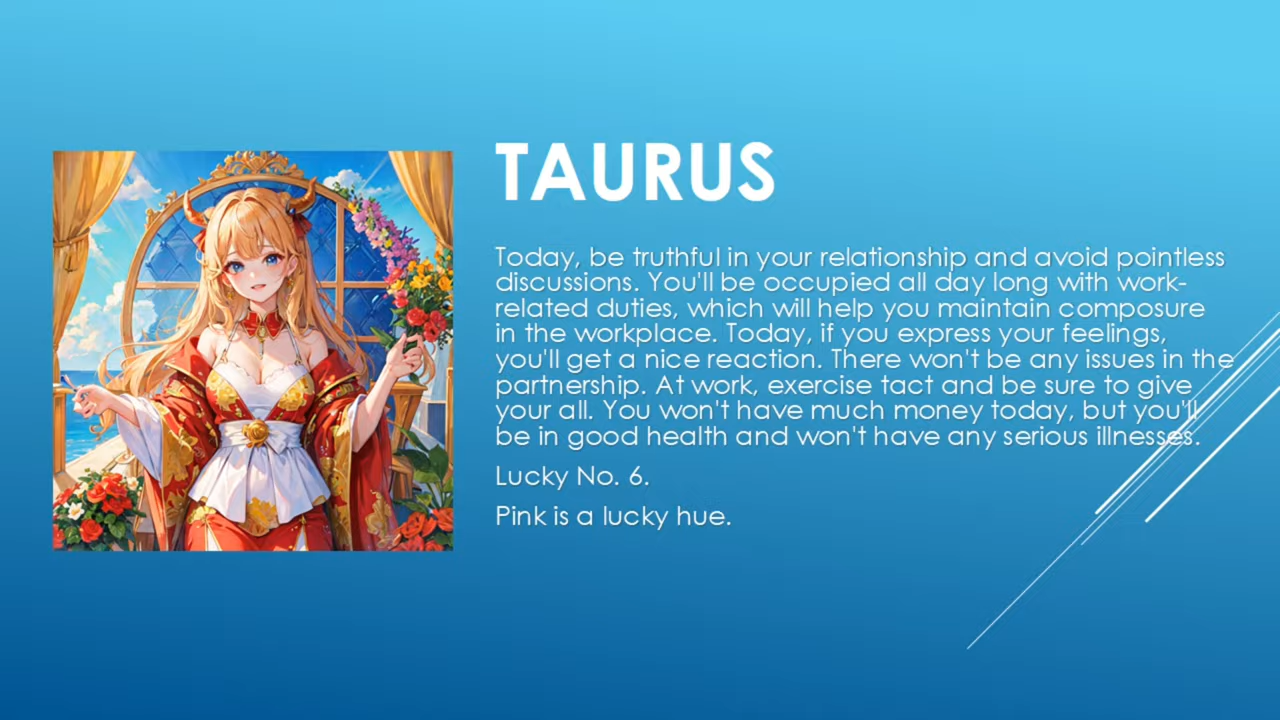 TAURUS
Today, be truthful in your relationship and avoid pointless
discussions. You'll be occupied all day long with work-
related duties, which will help you maintain composure
in the workplace. Today, if you express your feelings,
you'll get a nice reaction. There won't be any issues in the
partnership. At work, exercise tact and be sure to give
your all. You won't have much money today, but you'll
be in good health and won't have any serious illnesses.
Lucky No. 6.
Pink is a lucky hue.